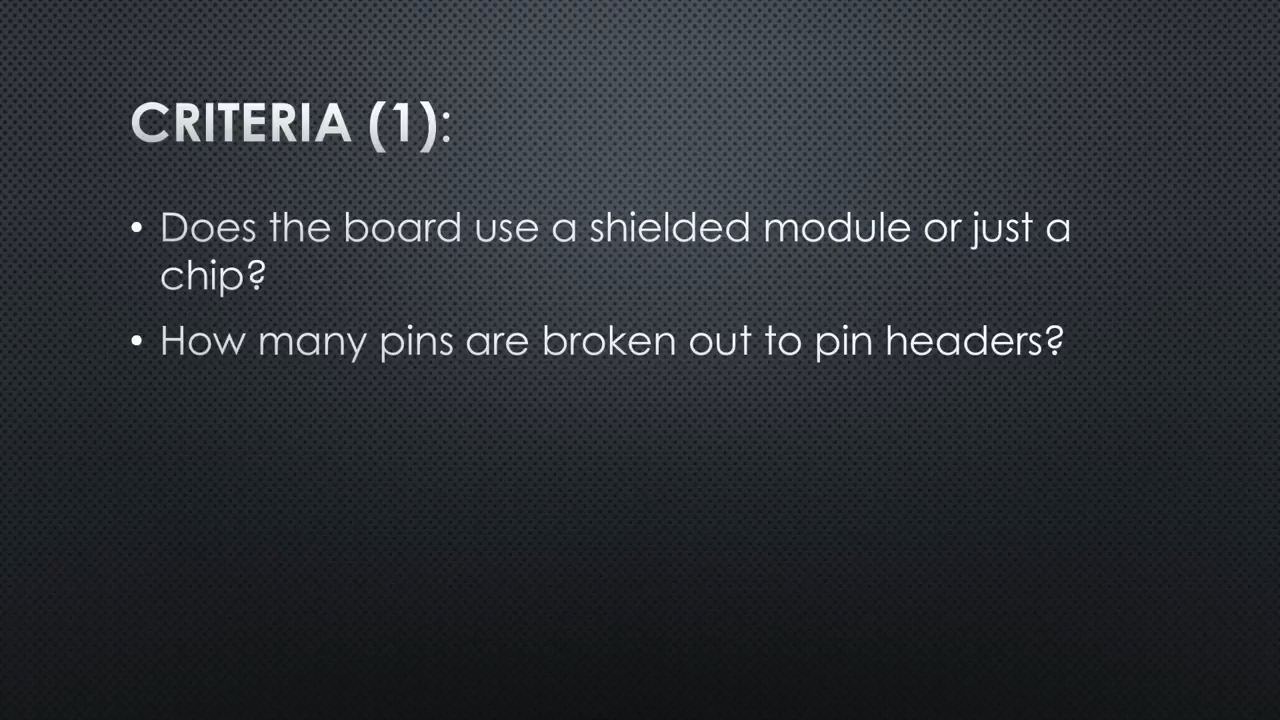 CRITERIA (1):
• Does the board use a shielded module or just a
chip?
• How many pins are broken out to pin headers?